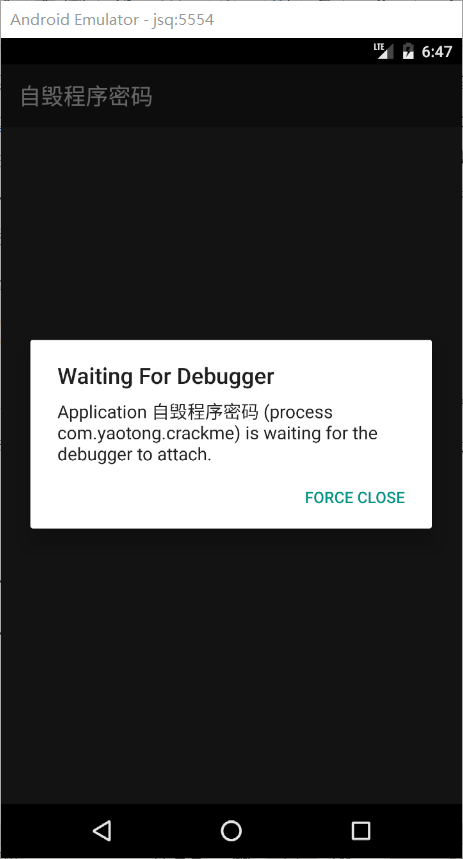 Android Emulator - jsq:5554
LTE 6:47
自毁程序密码
Waiting For Debugger
Application 自毁程序密码 (process
com.yaotong.crackme) is waiting for the
debugger to attach.
FORCE CLOSE